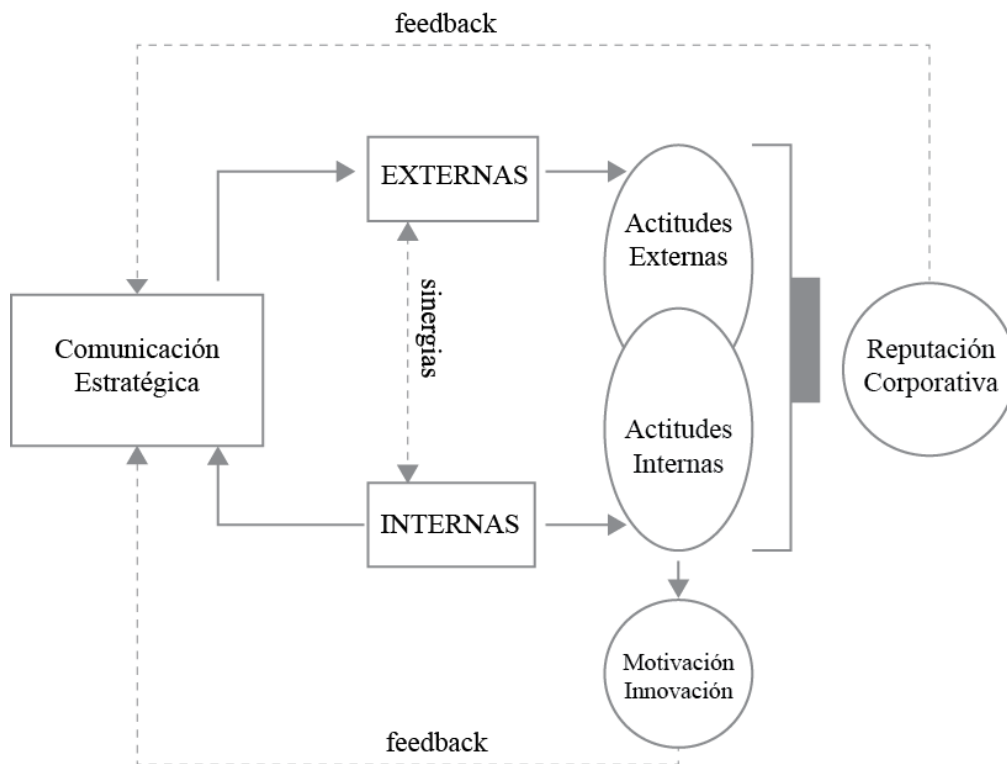 feedback
EXTERNAS
Actitudes
Externas
sinergias
Comunicación
Estratégica
Reputación
Corporativa
Actitudes
Internas
INTERNAS
Motivación
Innovación
feedback